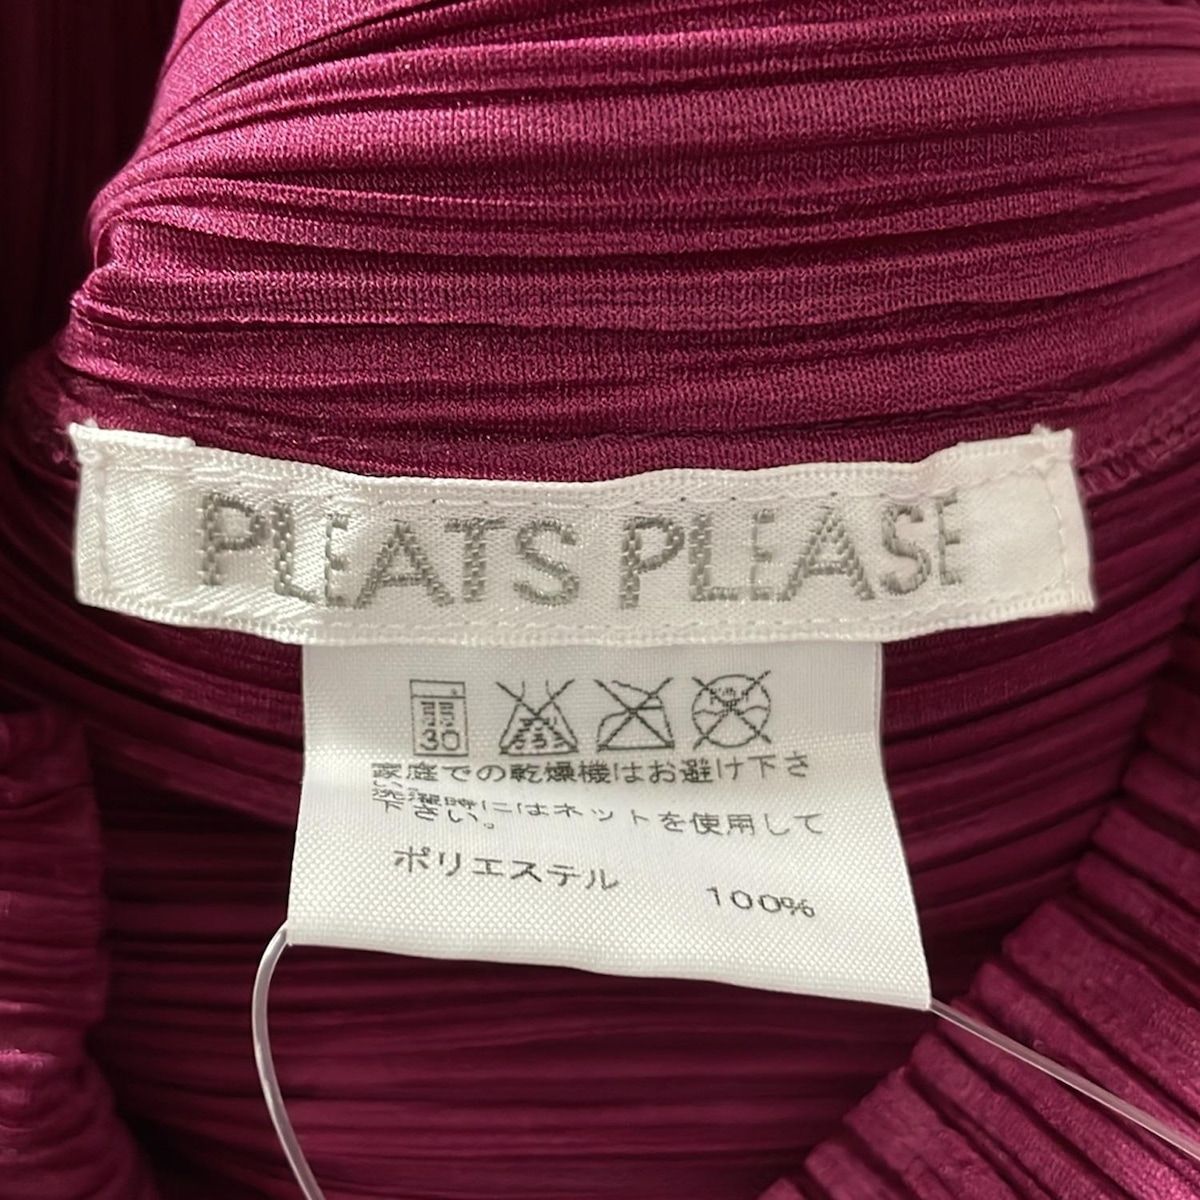 PLEATS PLEASE
30
家庭での乾燥機はお避け下さ
洗濯時にはネットを使用して
下さい。
ポリエステル 100%